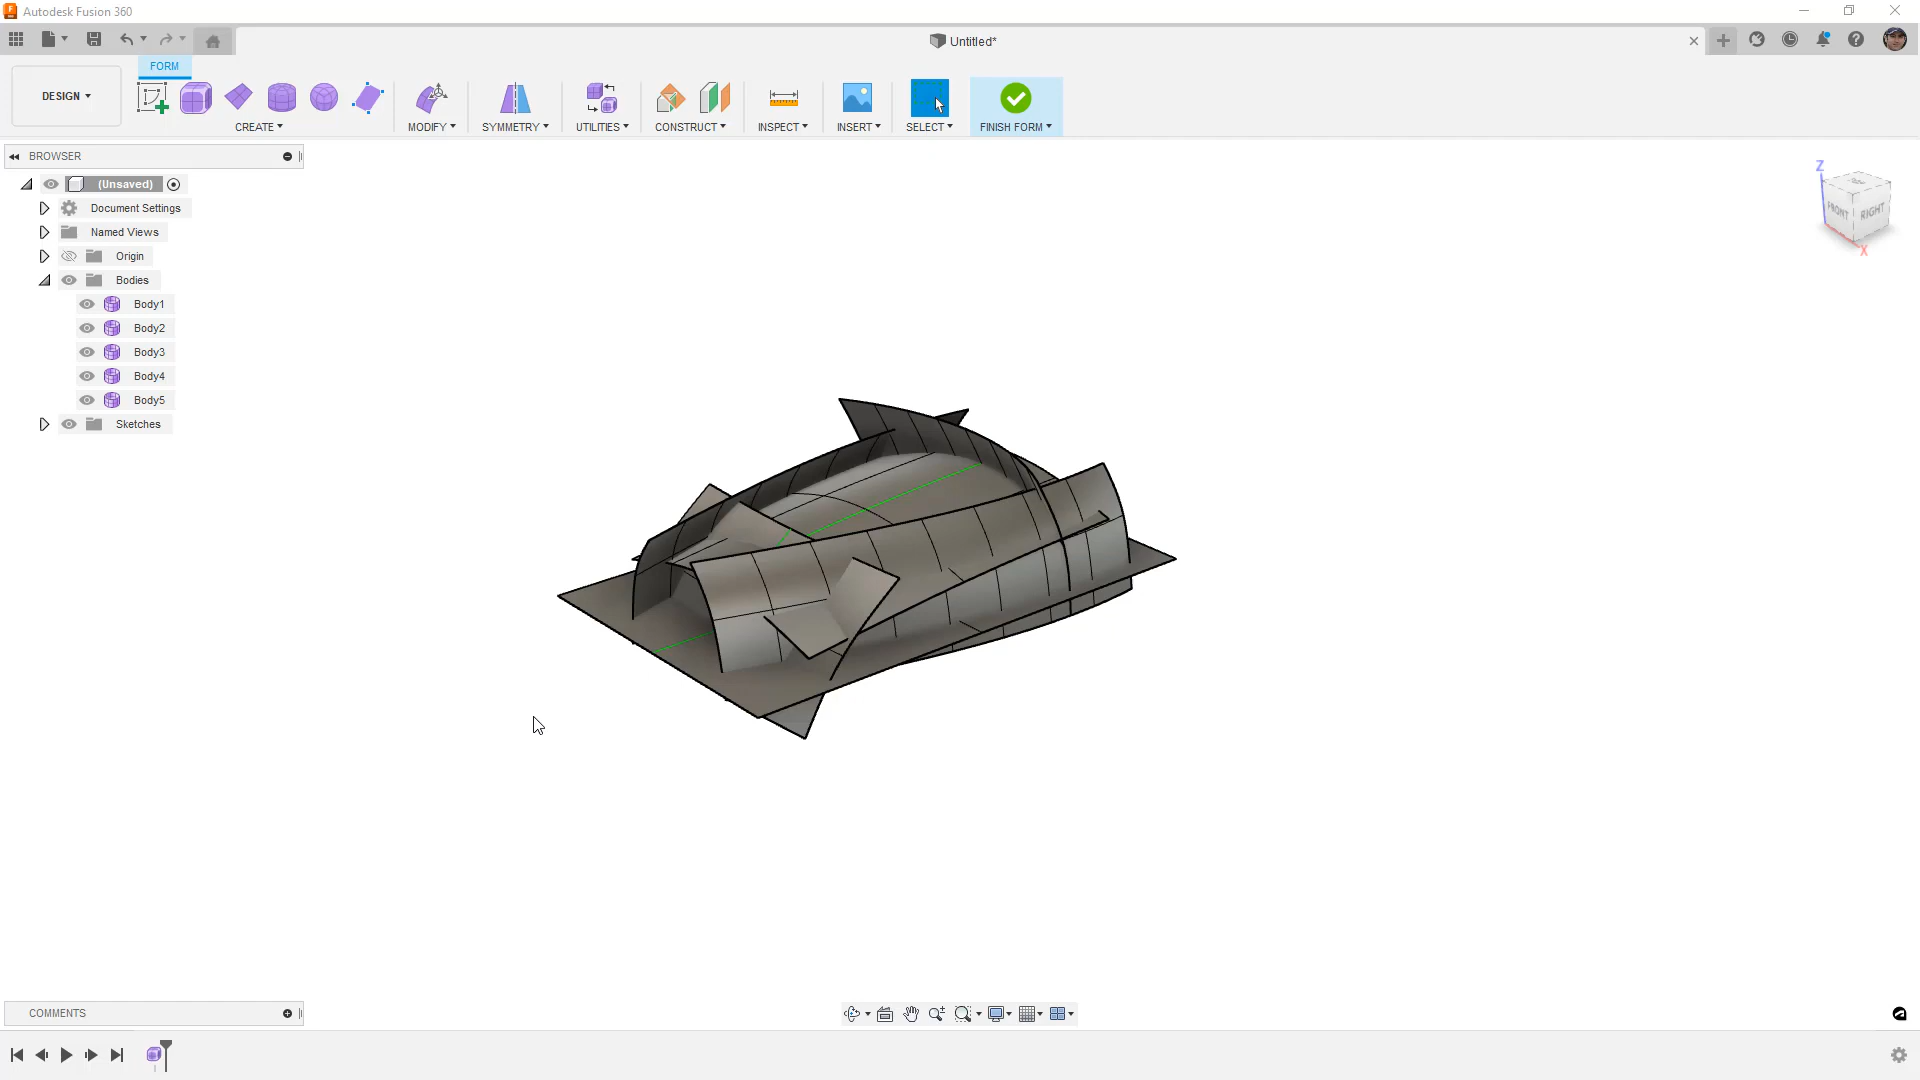 Autodesk Fusion 360
Untitled*
FORM
DESIGN
CREATE
MODIFY
SYMMETRY
UTILITIES
CONSTRUCT
INSPECT
INSERT
SELECT
FINISH FORM
BROWSER
(Unsaved)
Document Settings
Named Views
Origin
Bodies
Body1
Body2
Body3
Body4
Body5
Sketches
Z
FRONT
RIGHT
X
COMMENTS